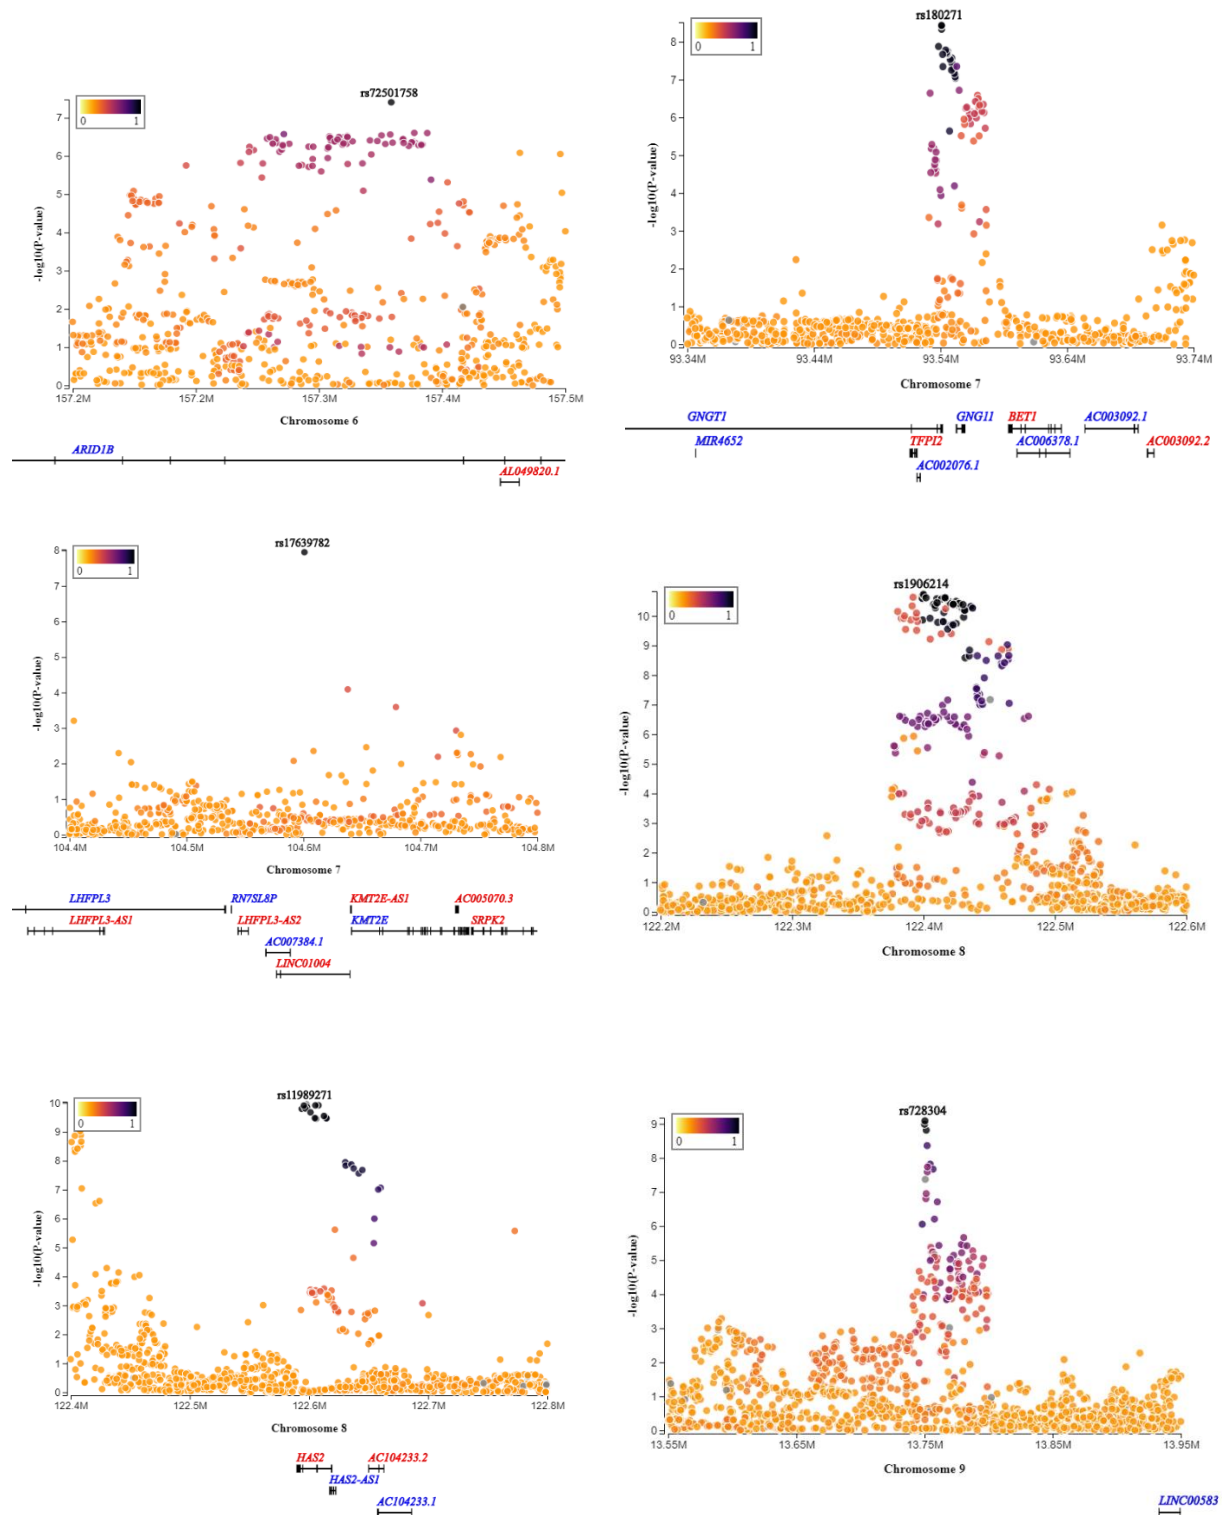 rs72501758
0 1
-log10(P-value)
7
6
5
4
3
2
1
0
157.2M 157.2M 157.3M 157.4M 157.5M
Chromosome 6
ARID1B
AL049820.1
rs180271
0 1
-log10(P-value)
8
7
6
5
4
3
2
1
0
93.34M 93.44M 93.54M 93.64M 93.74M
Chromosome 7
GNGT1 GNG11 BET1 AC003092.1
MIR4652 TFPI2 AC006378.1 AC003092.2
AC002076.1
rs17639782
0 1
-log10(P-value)
8
7
6
5
4
3
2
1
0
104.4M 104.5M 104.6M 104.7M 104.8M
Chromosome 7
LHFPL3 RN7SL8P KMT2E-AS1 AC005070.3
LHFPL3-AS1 LHFPL3-AS2 KMT2E SRPK2
AC007384.1
LINC01004
rs1906214
0 1
-log10(P-value)
10
9
8
7
6
5
4
3
2
1
0
122.2M 122.3M 122.4M 122.5M 122.6M
Chromosome 8
rs11989271
0 1
-log10(P-value)
10
9
8
7
6
5
4
3
2
1
0
122.4M 122.5M 122.6M 122.7M 122.8M
Chromosome 8
HAS2 AC104233.2
HAS2-AS1
AC104233.1
rs728304
0 1
-log10(P-value)
9
8
7
6
5
4
3
2
1
0
13.55M 13.65M 13.75M 13.85M 13.95M
Chromosome 9
LINC00583